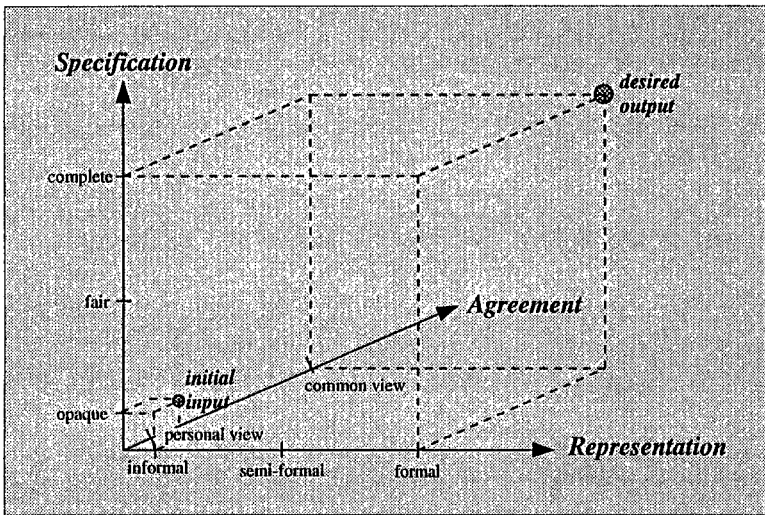 Specification
desired
output
complete
fair
Agreement
initial
input
common view
opaque
personal view
informal
semi-formal
formal
Representation